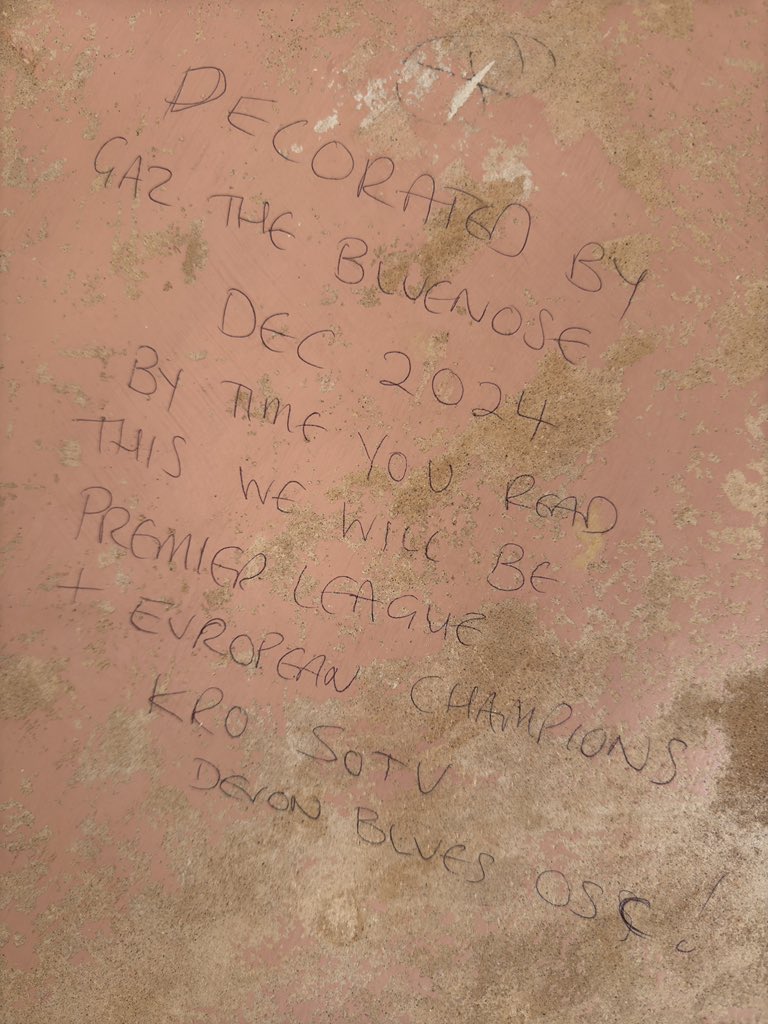 DECORATED BY
GAZ THE BLUENOSE
DEC 2024
BY TIME YOU READ
THIS WE WILL BE
PREMIER LEAGUE
+ EUROPEAN CHAMPIONS
KRO SOTV
DEVON BLUES OSC!